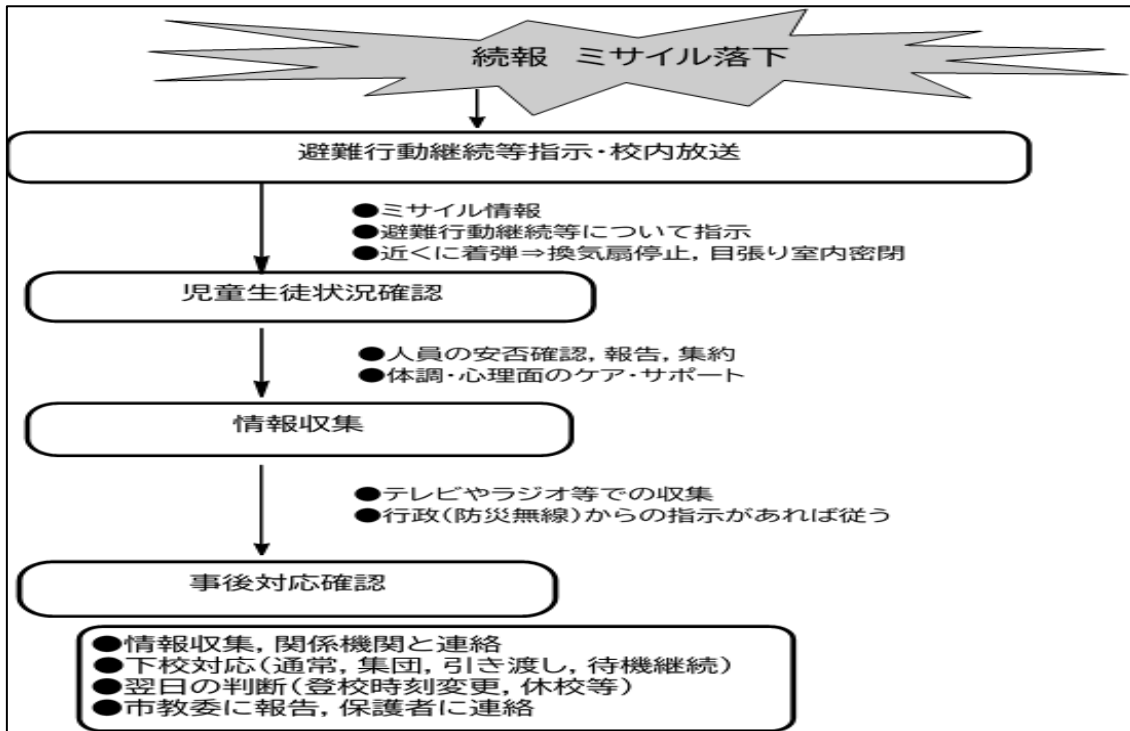 続報　ミサイル落下
避難行動継続等指示・校内放送
●ミサイル情報
●避難行動継続等について指示
●近くに着弾⇒換気扇停止，目張り室内密閉
児童生徒状況確認
●人員の安否確認，報告，集約
●体調・心理面のケア・サポート
情報収集
●テレビやラジオ等での収集
●行政（防災無線）からの指示があれば従う
事後対応確認
●情報収集，関係機関と連絡
●下校対応（通常，集団，引き渡し，待機継続）
●翌日の判断（登校時刻変更，休校等）
●市教委に報告，保護者に連絡